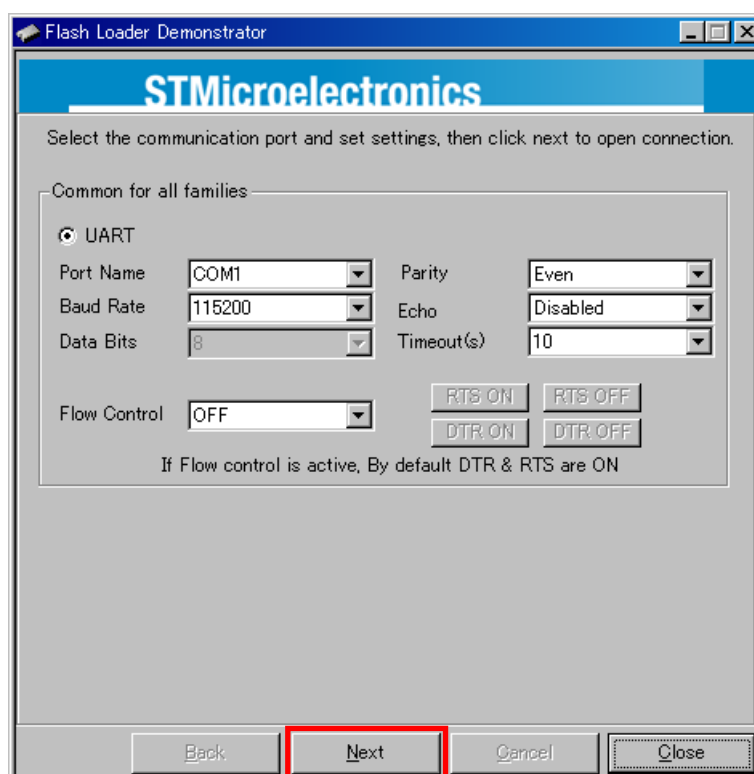 Flash Loader Demonstrator
STMicroelectronics
Select the communication port and set settings, then click next to open connection.
Common for all families
UART
Port Name COM1 Parity Even
Baud Rate 115200 Echo Disabled
Data Bits 8 Timeout(s) 10
RTS ON RTS OFF
Flow Control OFF
DTR ON DTR OFF
If Flow control is active, By default DTR & RTS are ON
Back Next Cancel Close